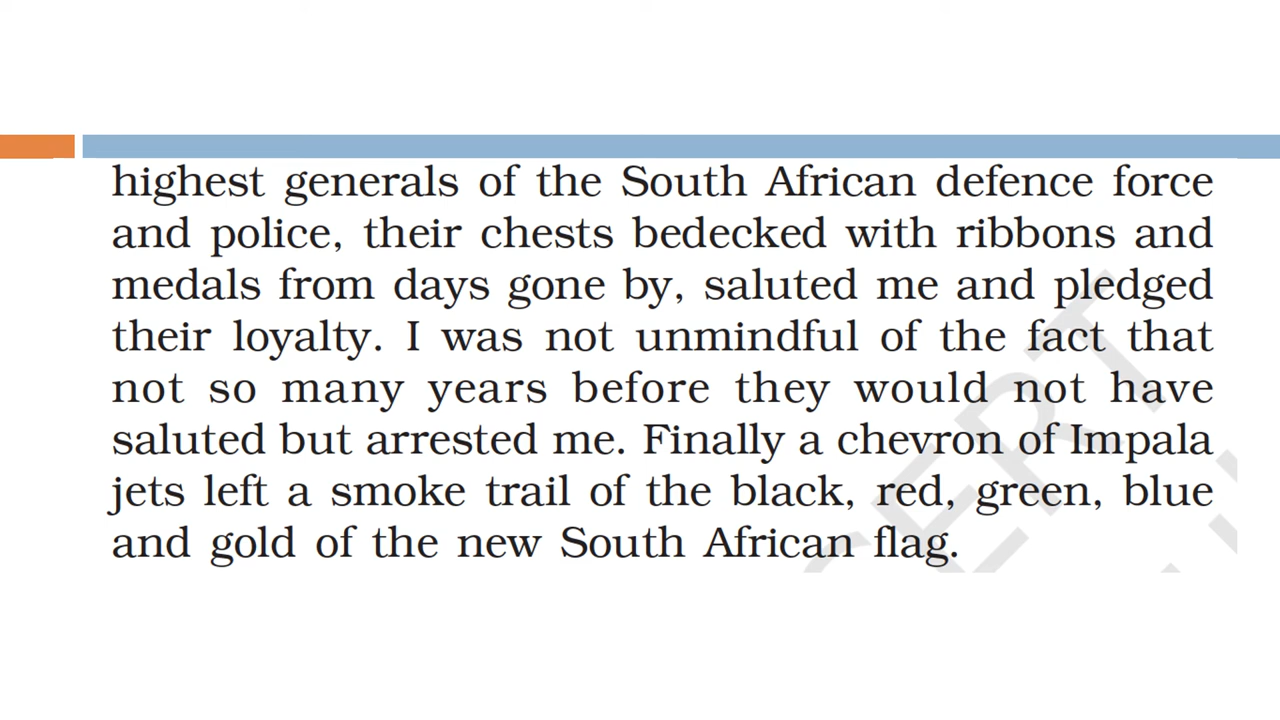 highest generals of the South African defence force
and police, their chests bedecked with ribbons and
medals from days gone by, saluted me and pledged
their loyalty. I was not unmindful of the fact that
not so many years before they would not have
saluted but arrested me. Finally a chevron of Impala
jets left a smoke trail of the black, red, green, blue
and gold of the new South African flag.